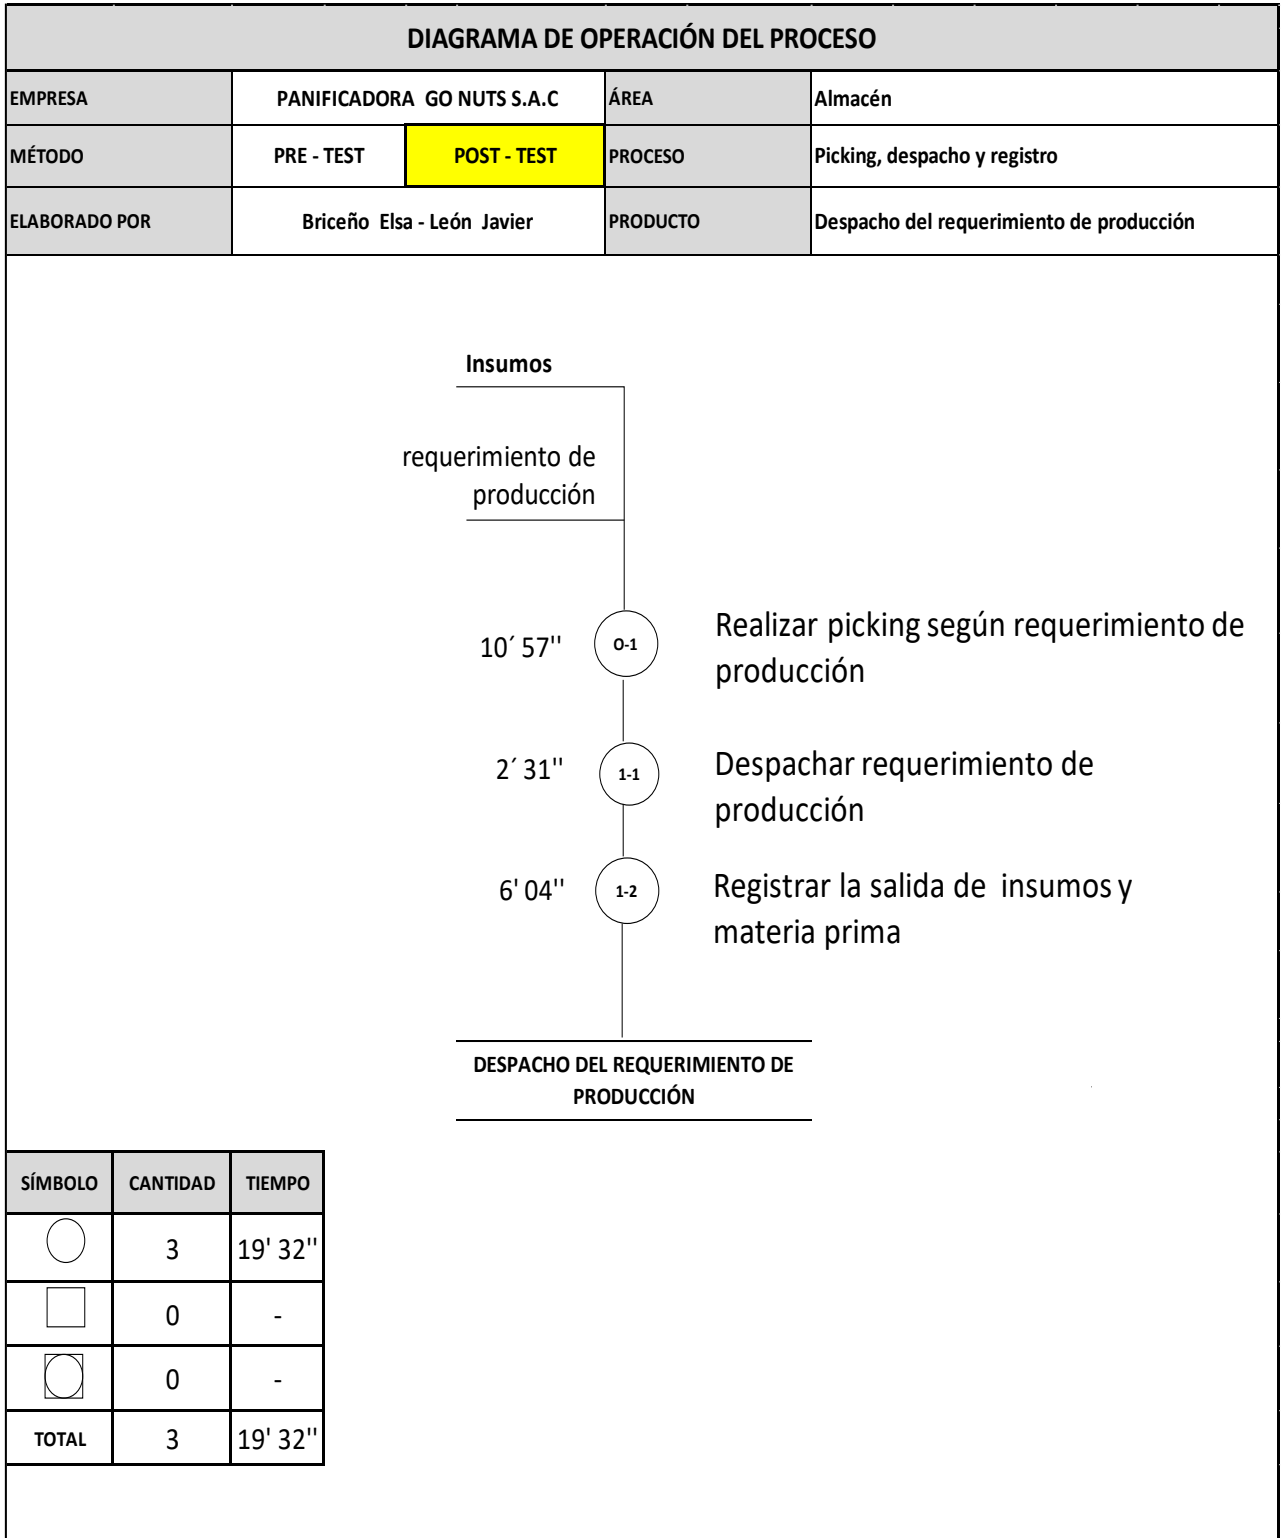 DIAGRAMA DE OPERACIÓN DEL PROCESO
EMPRESA PANIFICADORA GO NUTS S.A.C ÁREA Almacén
MÉTODO PRE - TEST POST - TEST PROCESO Picking, despacho y registro
ELABORADO POR Briceño Elsa - León Javier PRODUCTO Despacho del requerimiento de producción
Insumos
requerimiento de
producción
10´ 57'' O-1 Realizar picking según requerimiento de
producción
2´ 31'' 1-1 Despachar requerimiento de
producción
6' 04'' 1-2 Registrar la salida de insumos y
materia prima
DESPACHO DEL REQUERIMIENTO DE
PRODUCCIÓN
SÍMBOLO CANTIDAD TIEMPO
3 19' 32''
0 -
0 -
TOTAL 3 19' 32''